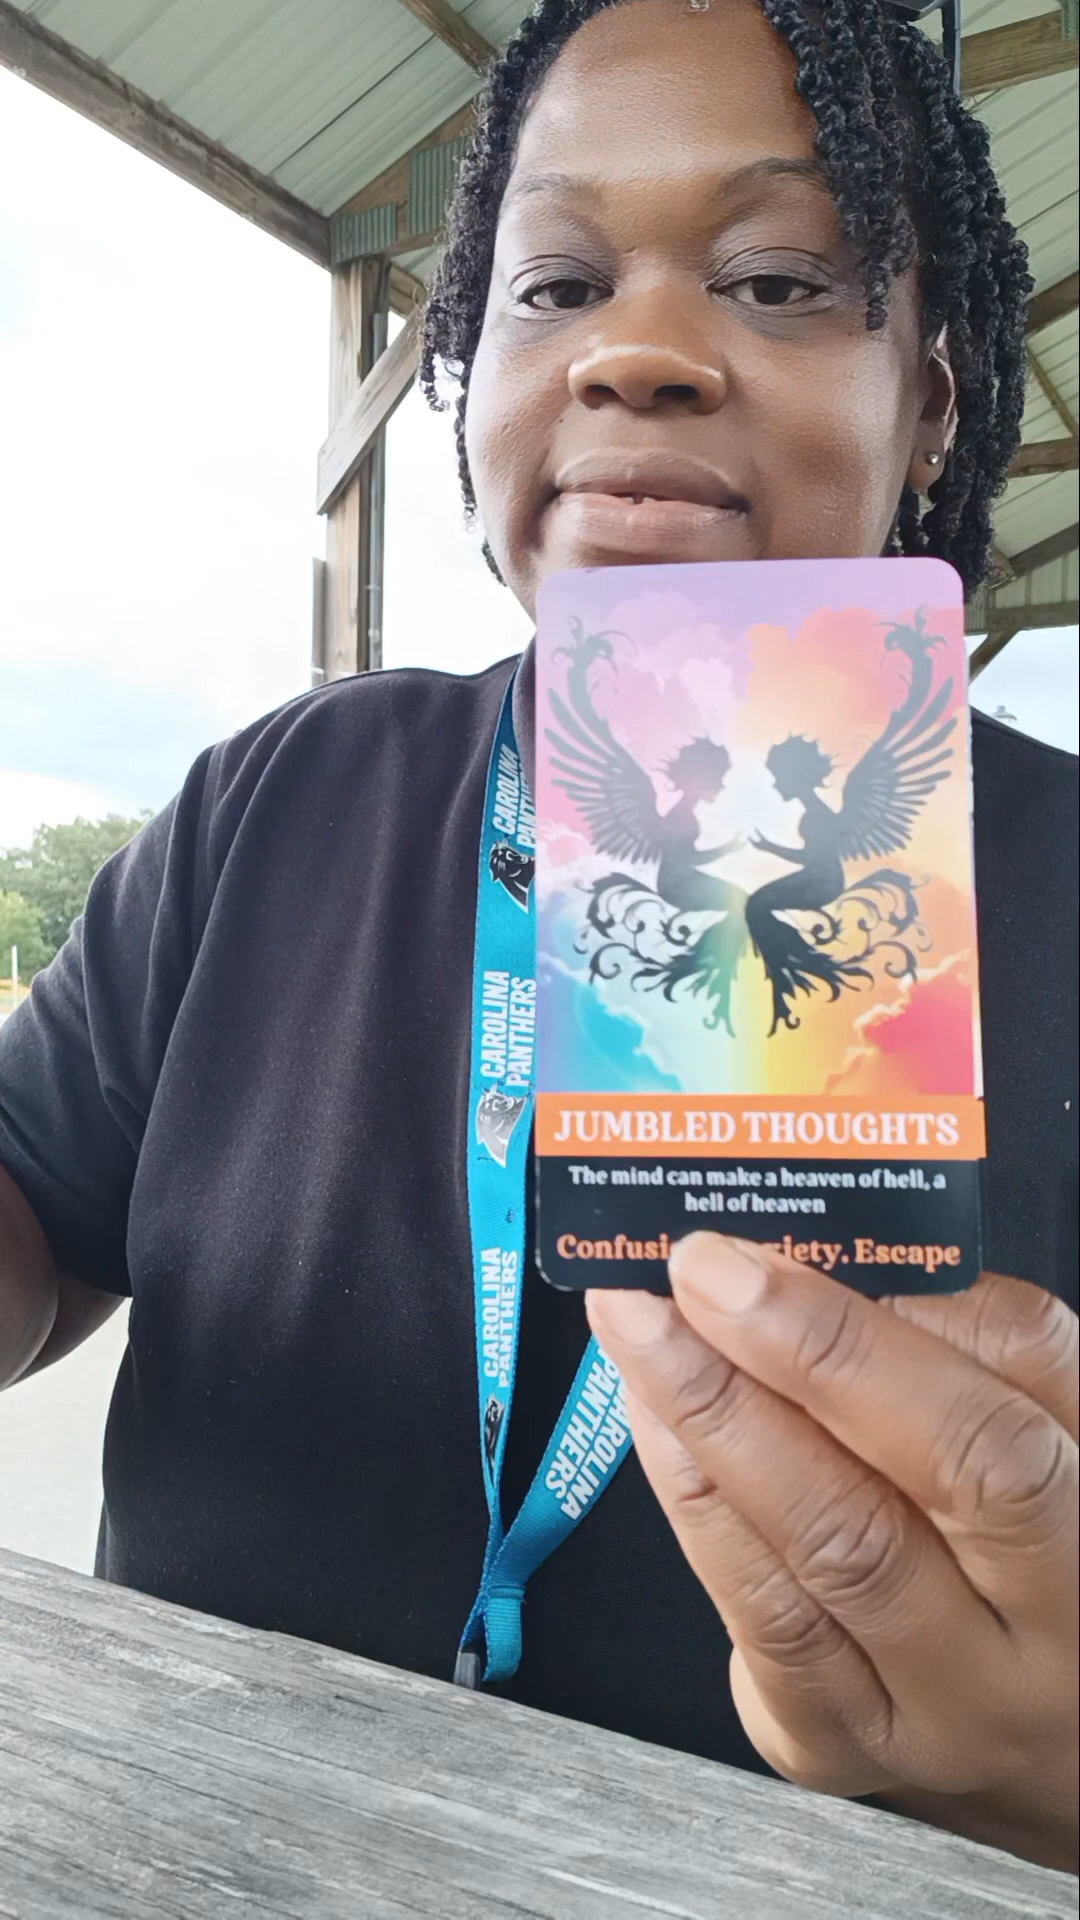 CAROLINA
PANTHERS
CAROLINA
PANTHERS
CAROLINA
PANTHERS
CAROLINA
PANTHERS
JUMBLED THOUGHTS
The mind can make a heaven of hell, a
hell of heaven
Escape